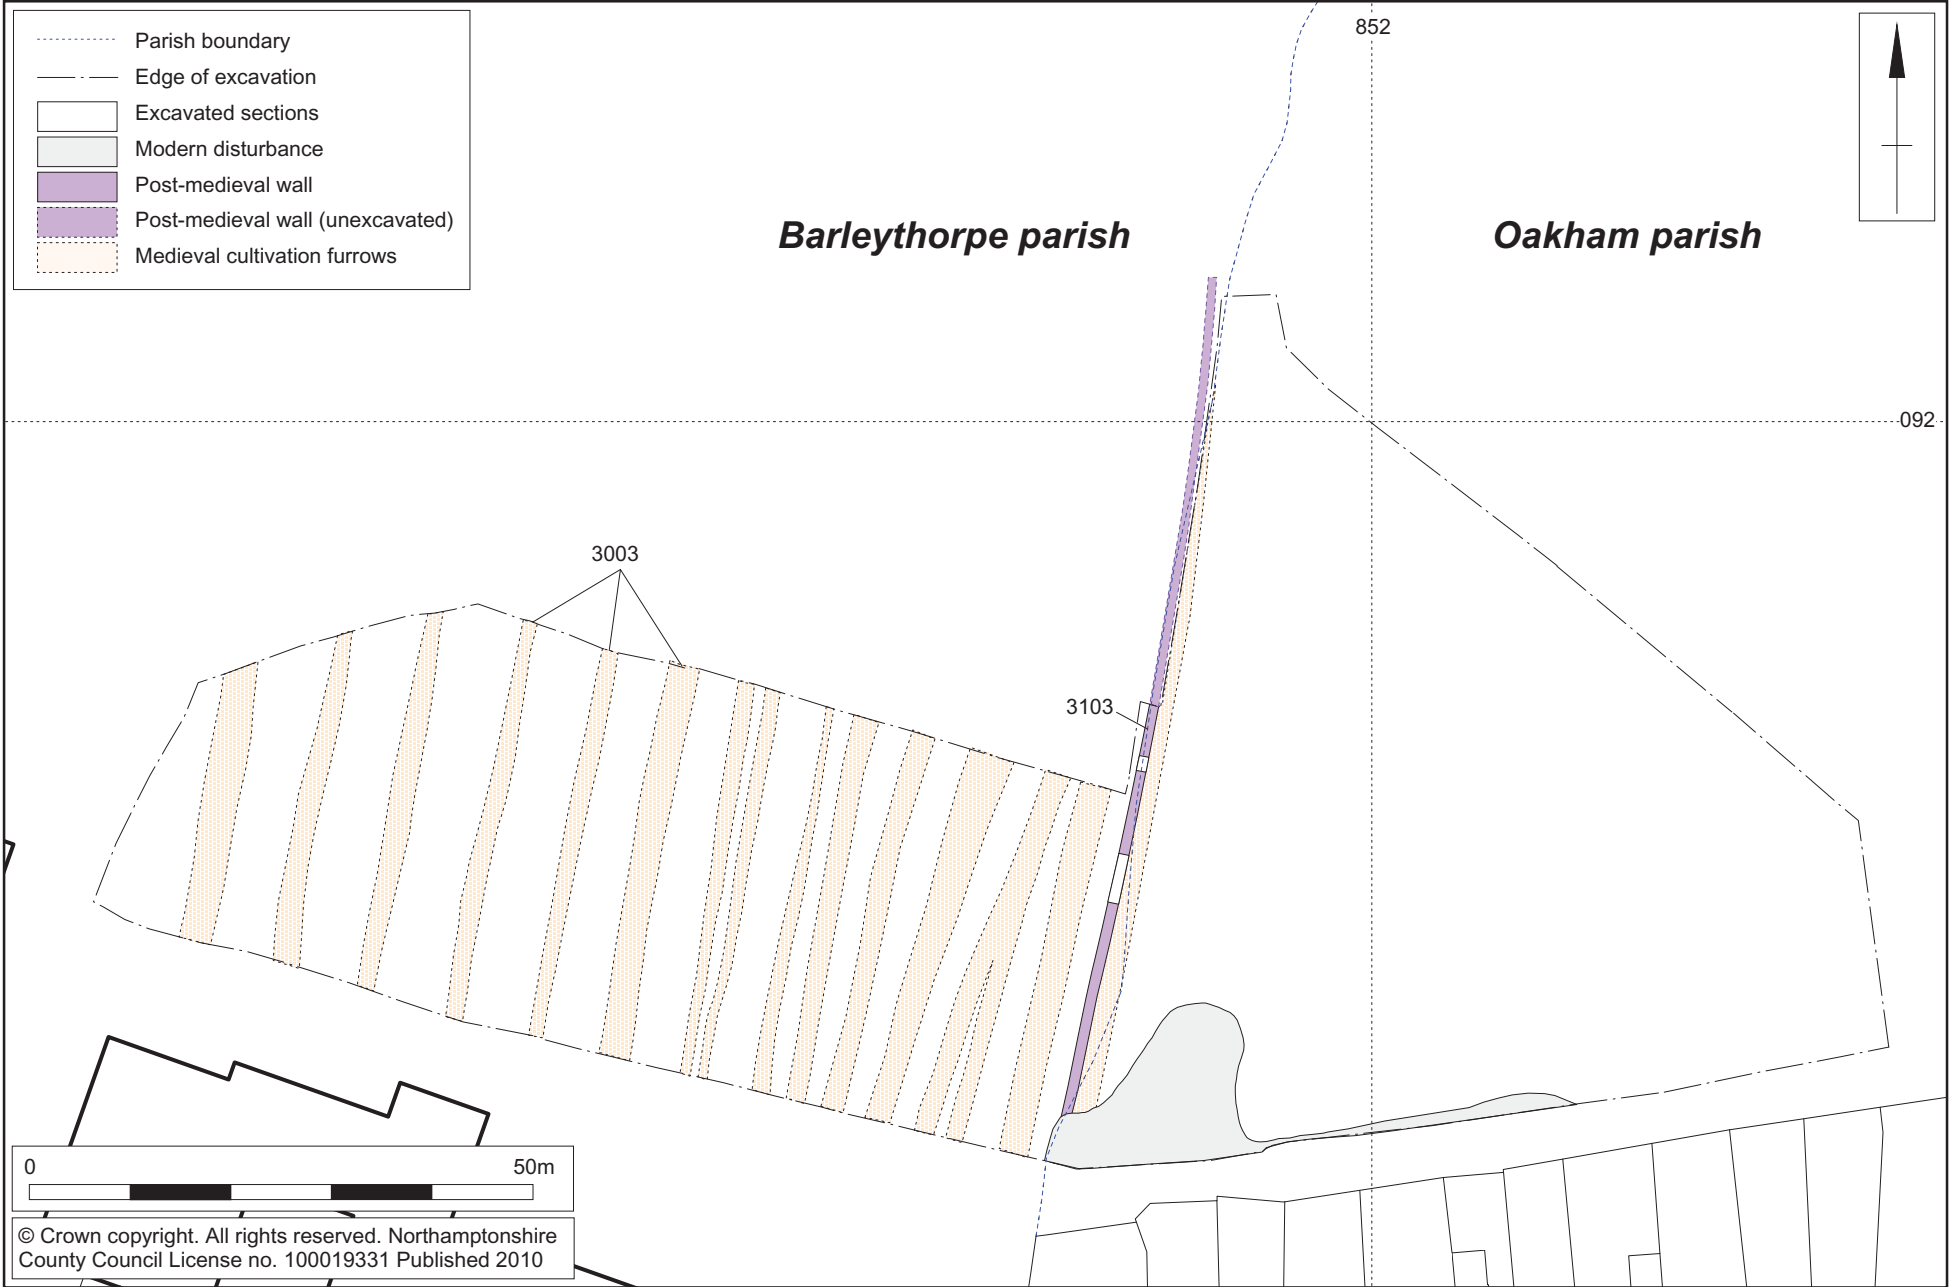 Parish boundary
Edge of excavation
Excavated sections
Modern disturbance
Post-medieval wall
Post-medieval wall (unexcavated)
Medieval cultivation furrows
852
Barleythorpe parish
Oakham parish
092
3003
3103
0 50m
© Crown copyright. All rights reserved. Northamptonshire
County Council License no. 100019331 Published 2010